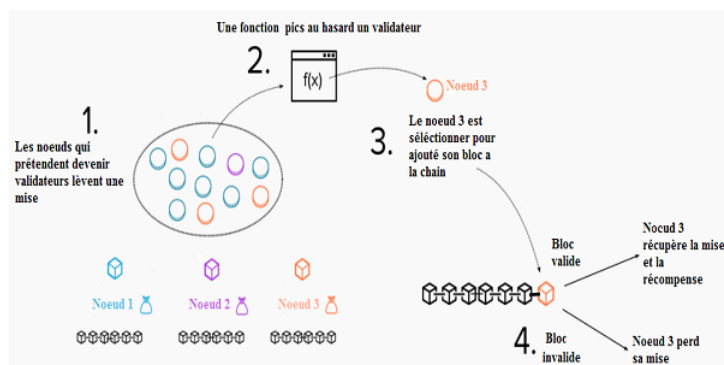 Une fonction pics au hasard un validateur
2.
f(x)
Noeud 3
1.
Les noeuds qui
prétendent devenir
validateurs lèvent une
mise
3.
Le noeud 3 est
séléctionner pour
ajouté son bloc a
la chain
Noeud 1
Noeud 2
Noeud 3
Bloc
valide
Nocud 3
récupère la mise
et la
récompense
4.
Bloc
invalide
Noeud 3 perd
sa mise